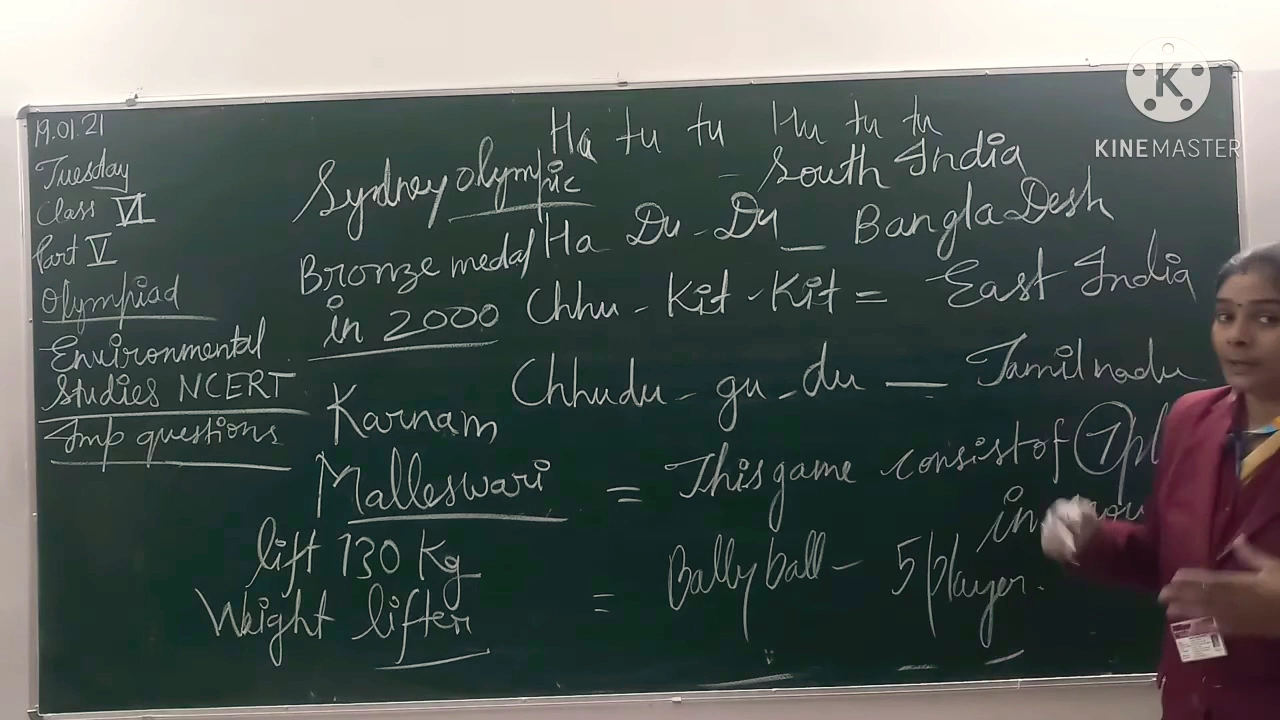 19.01.21
Tuesday
Class VI
Part V
Olympiad
Environmental
Studies NCERT
Imp questions
Sydney Olympic
Bronze medal
in 2000
Karnam
Malleswari
lift 130 Kg
Weight lifter
Ha tu tu Hu tu tu
- South India
Ha Du - Du - BanglaDesh
Chhu - Kit - Kit = East India
Chhudu - gu - du - Tamilnadu
= This game consist of 7
in
= Bally ball - 5 player.
K
KINEMASTER